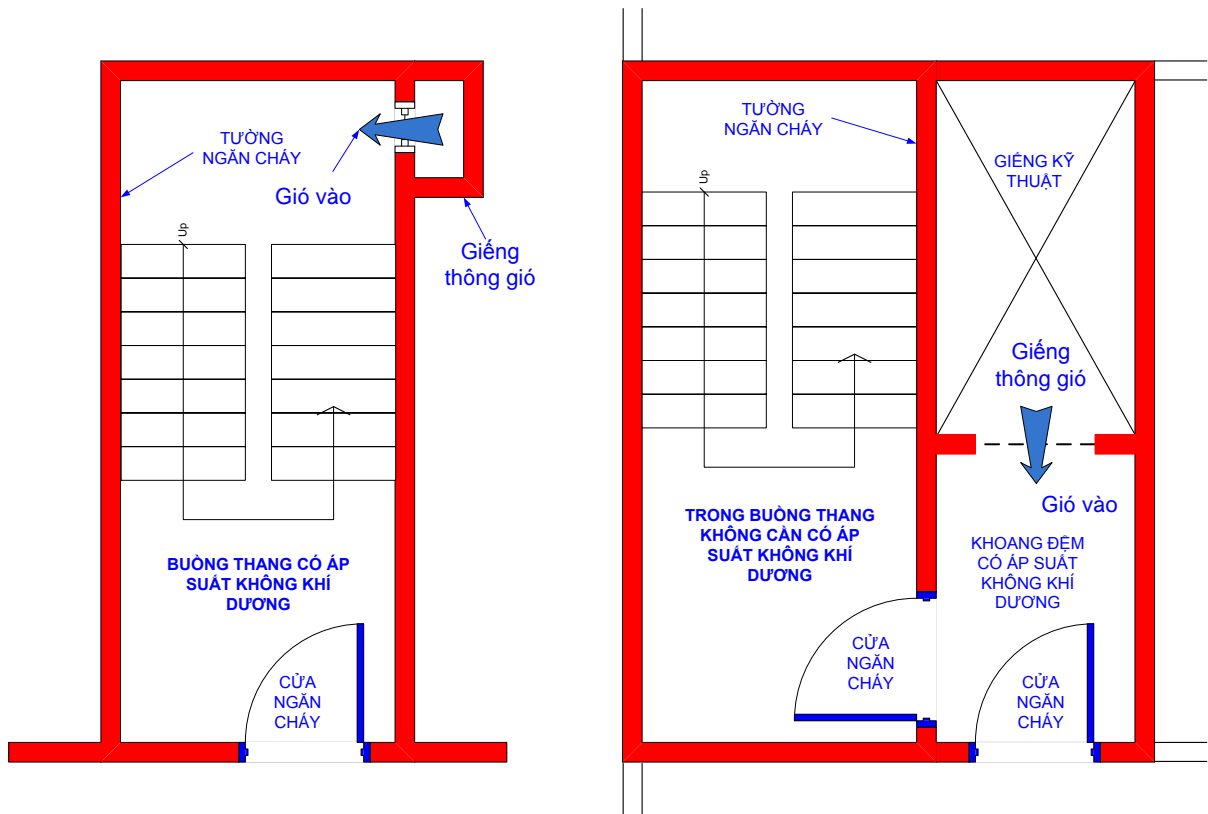 TƯỜNG
NGĂN CHÁY
Gió vào
Up
Giếng
thông gió
BUỒNG THANG CÓ ÁP
SUẤT KHÔNG KHÍ
DƯƠNG
CỬA
NGĂN
CHÁY
TƯỜNG
NGĂN CHÁY
GIẾNG KỸ
THUẬT
Up
Giếng
thông gió
Gió vào
TRONG BUỒNG THANG
KHÔNG CẦN CÓ ÁP
SUẤT KHÔNG KHÍ
DƯƠNG
KHOANG ĐỆM
CÓ ÁP SUẤT
KHÔNG KHÍ
DƯƠNG
CỬA
NGĂN
CHÁY
CỬA
NGĂN
CHÁY